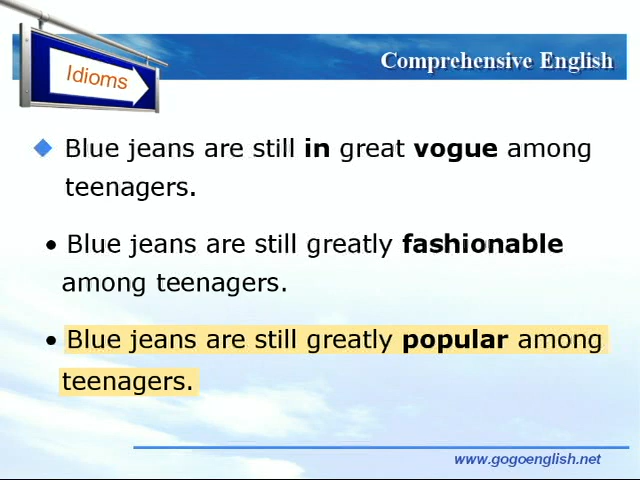 Comprehensive English
Idioms
Blue jeans are still in great vogue among
teenagers.
• Blue jeans are still greatly fashionable
among teenagers.
• Blue jeans are still greatly popular among
teenagers.
www.gogoenglish.net